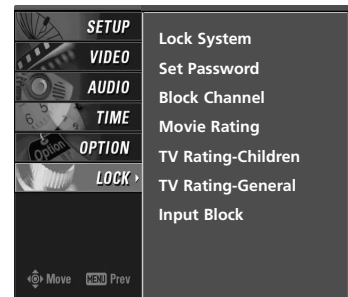 SETUP
VIDEO
AUDIO
TIME
OPTION
LOCK
Move MENU Prev
Lock System
Set Password
Block Channel
Movie Rating
TV Rating-Children
TV Rating-General
Input Block